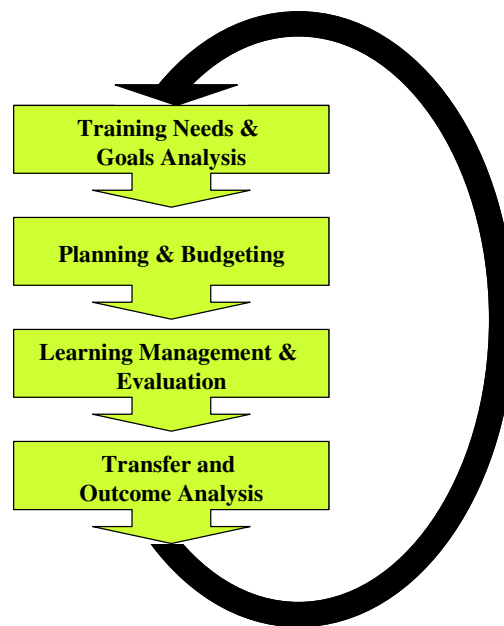 Training Needs &
Goals Analysis
Planning & Budgeting
Learning Management &
Evaluation
Transfer and
Outcome Analysis